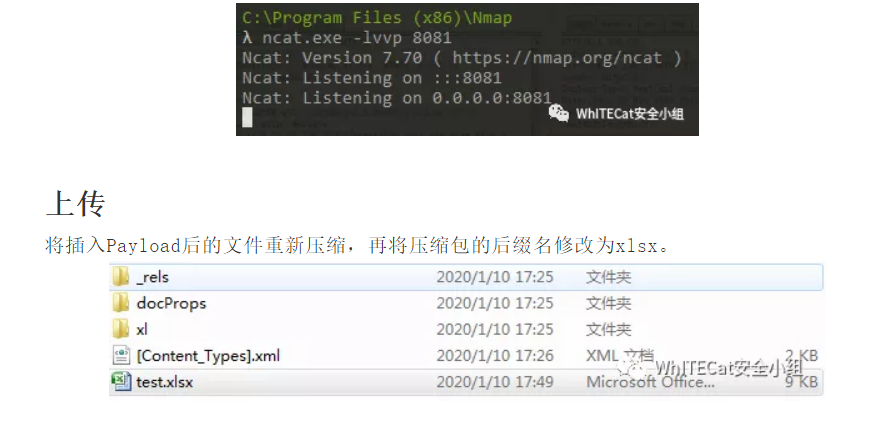 C:\Program Files (x86)\Nmap
λ ncat.exe -lvvp 8081
Ncat: Version 7.70 ( https://nmap.org/ncat )
Ncat: Listening on :::8081
Ncat: Listening on 0.0.0.0:8081
WhITECat安全小组
上传
将插入Payload后的文件重新压缩，再将压缩包的后缀名修改为xlsx。
_rels 2020/1/10 17:25 文件夹
docProps 2020/1/10 17:25 文件夹
xl 2020/1/10 17:25 文件夹
[Content_Types].xml 2020/1/10 17:26 XML 文档 2 KB
WhITECat安全小组
test.xlsx 2020/1/10 17:49 Microsoft Office... 9 KB